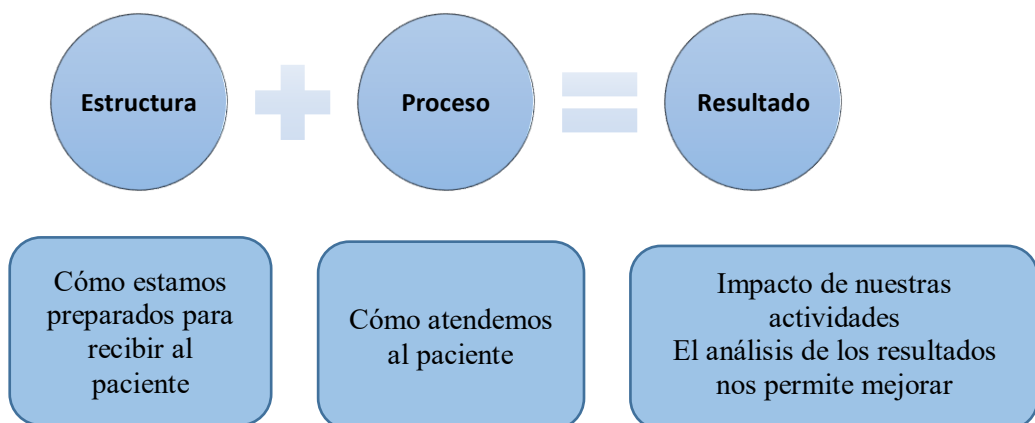 Estructura
Proceso
Resultado
Cómo estamos
preparados para
recibir al
paciente
Cómo atendemos
al paciente
Impacto de nuestras
actividades
El análisis de los resultados
nos permite mejorar